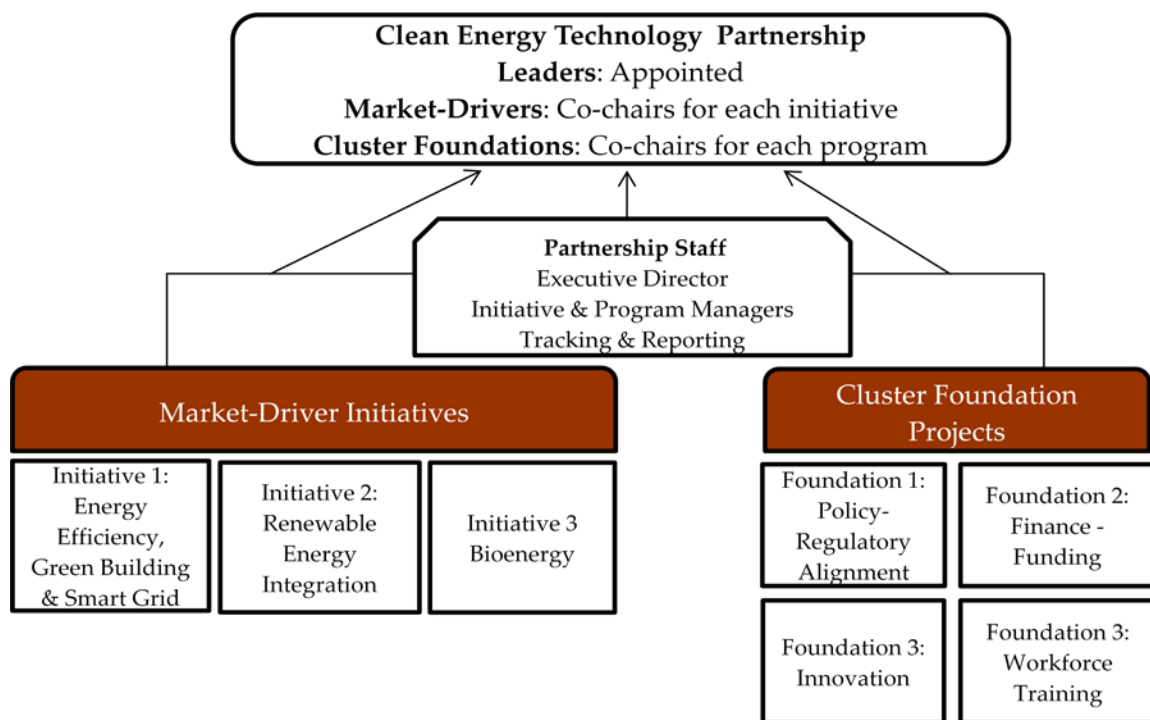 Clean Energy Technology Partnership
Leaders: Appointed
Market-Drivers: Co-chairs for each initiative
Cluster Foundations: Co-chairs for each program
Partnership Staff
Executive Director
Initiative & Program Managers
Tracking & Reporting
Market-Driver Initiatives
Initiative 1:
Energy
Efficiency,
Green Building
& Smart Grid
Initiative 2:
Renewable
Energy
Integration
Initiative 3
Bioenergy
Cluster Foundation
Projects
Foundation 1:
Policy-
Regulatory
Alignment
Foundation 2:
Finance -
Funding
Foundation 3:
Innovation
Foundation 3:
Workforce
Training